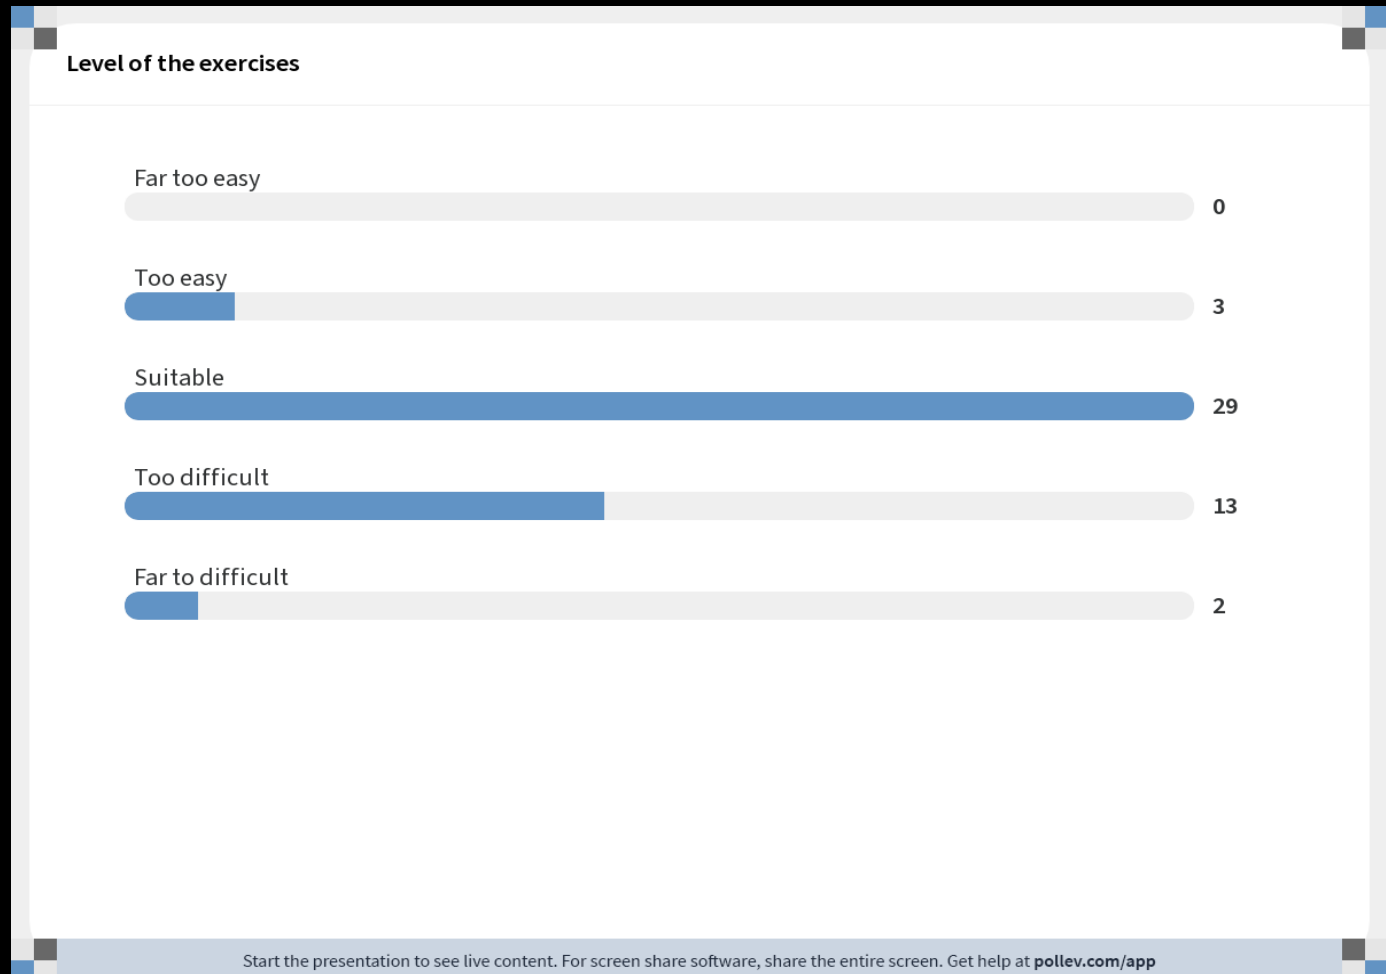 Level of the exercises
Far too easy
0
Too easy
3
Suitable
29
Too difficult
13
Far to difficult
2
Start the presentation to see live content. For screen share software, share the entire screen. Get help at pollev.com/app